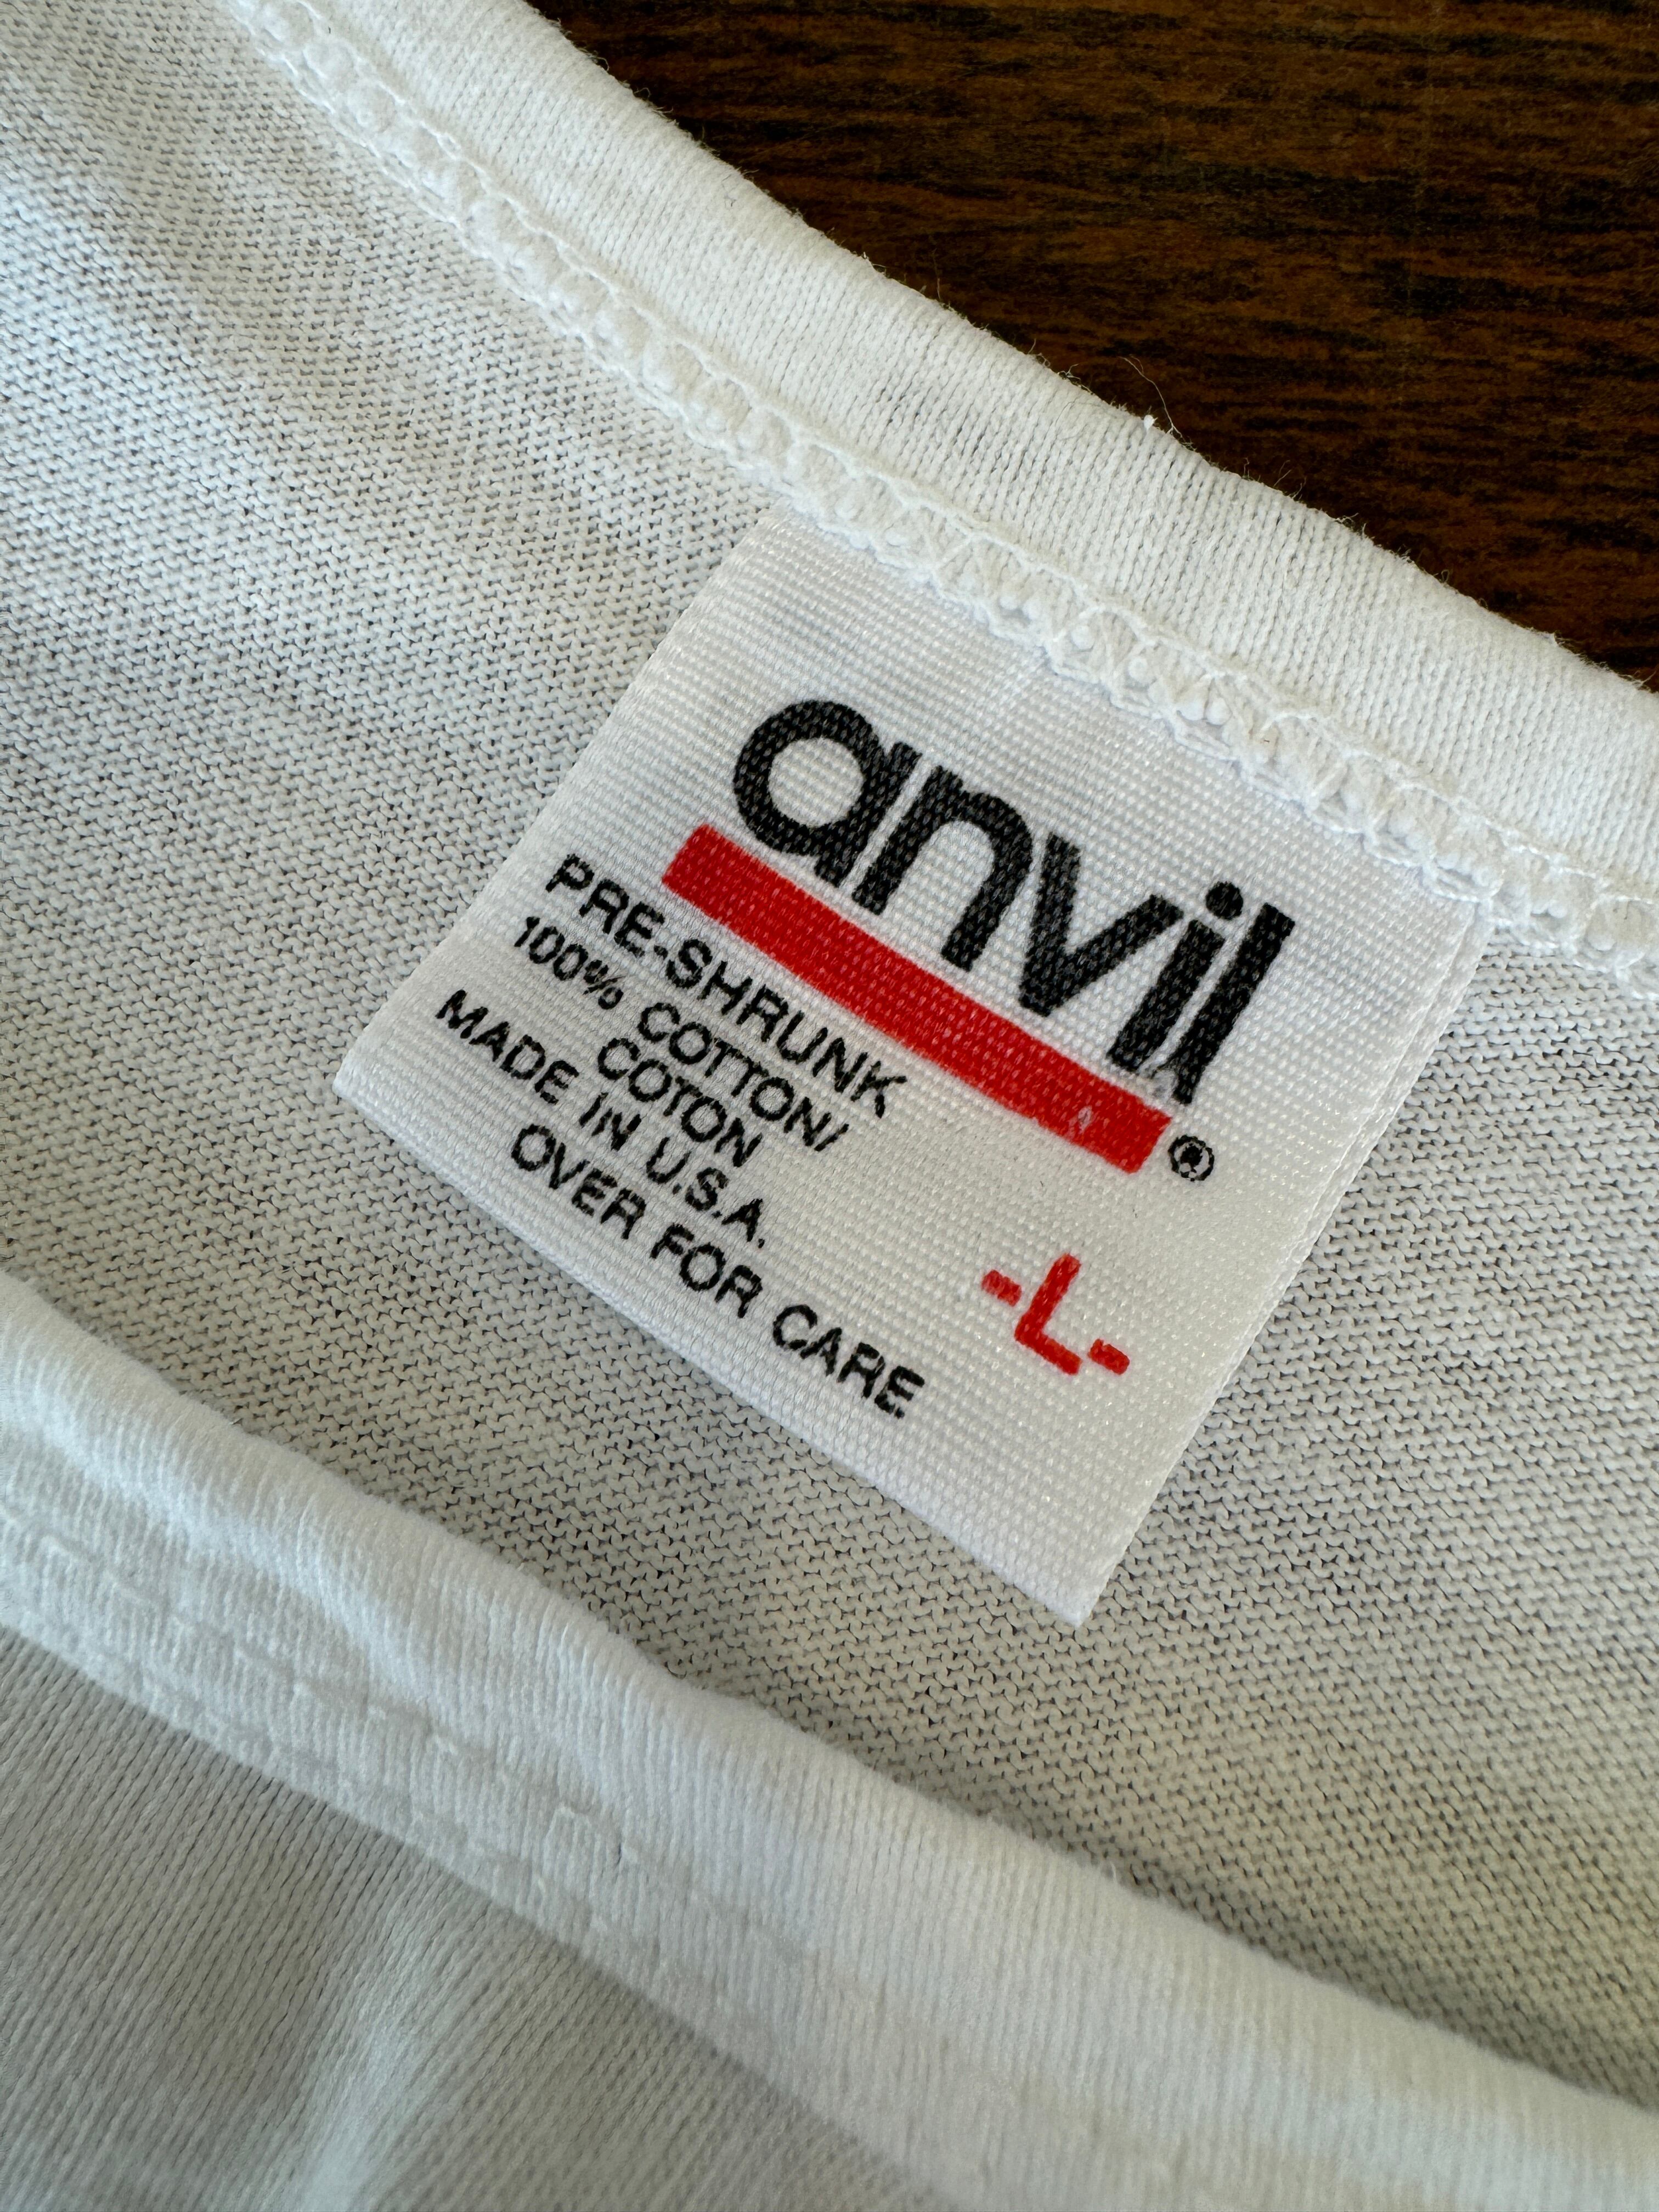 anvil®
PRE-SHRUNK
100% COTTON/
COTON
MADE IN U.S.A.
OVER FOR CARE
-L-